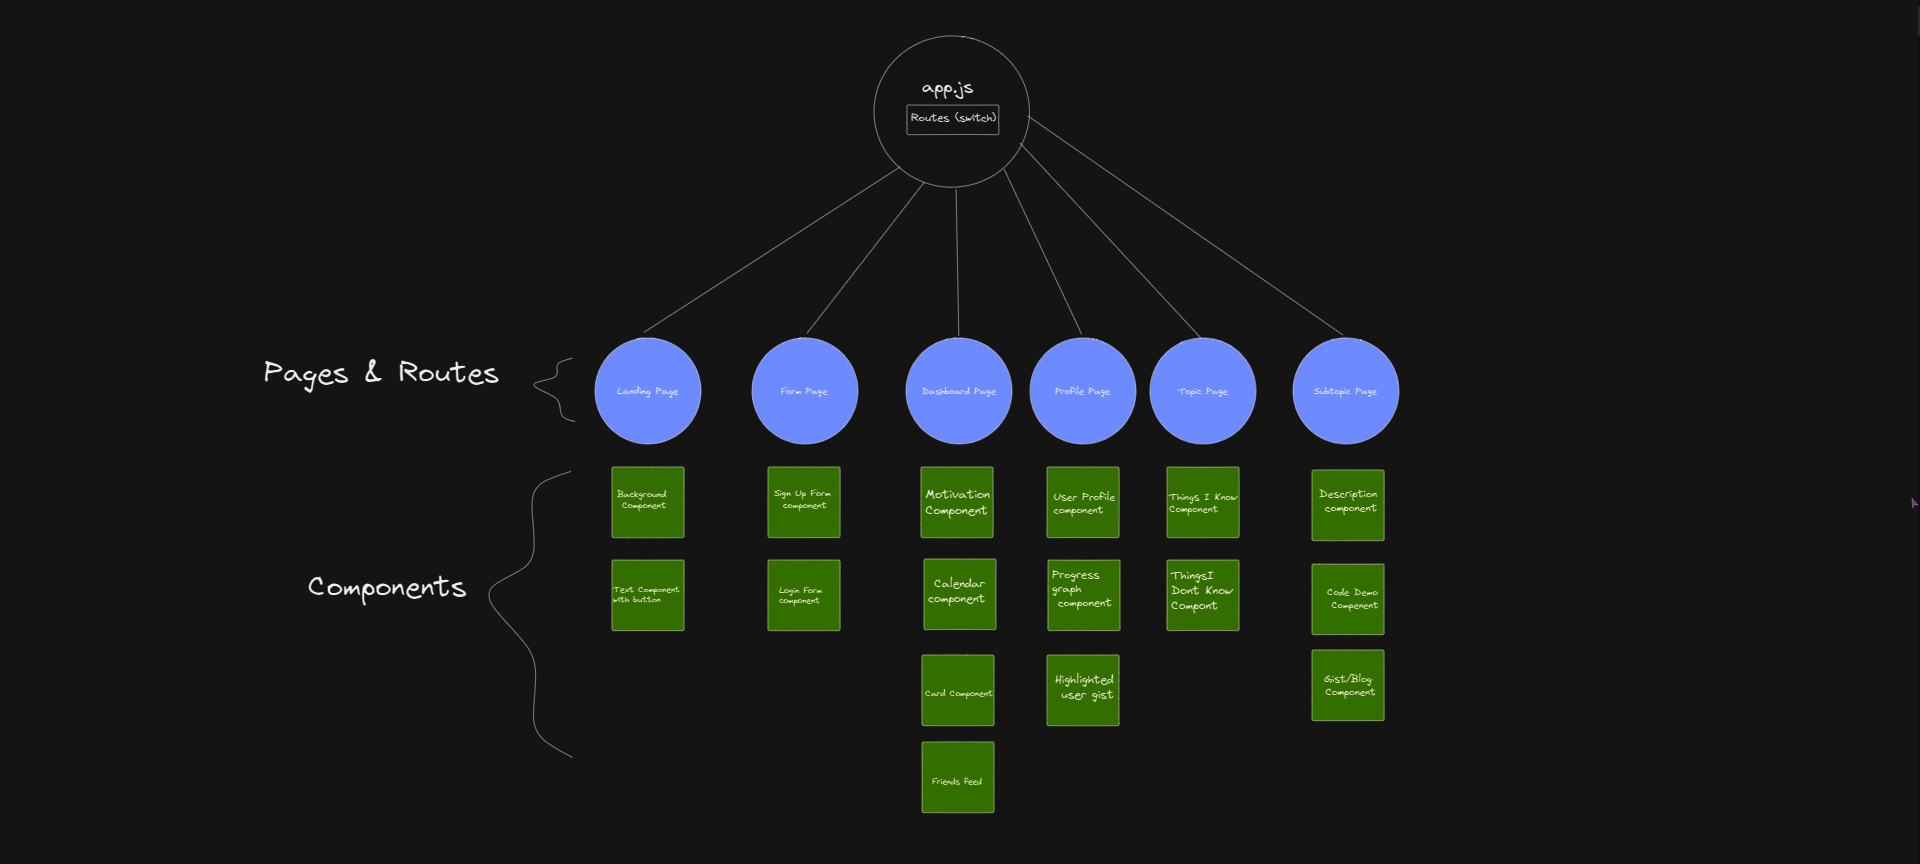 app.js
Routes (switch)
Pages & Routes
Landing Page
Form Page
Dashboard Page
Profile Page
Topic Page
Subtopic Page
Components
Background
Component
Text Component
with button
Sign Up Form
component
Login Form
component
Motivation
Component
Calendar
component
Card Component
Friends feed
User Profile
component
Progress
graph
component
Highlighted
user gist
Things I Know
Component
ThingsI
Dont Know
Compont
Description
component
Code Demo
Compenent
Gist/Blog
Component